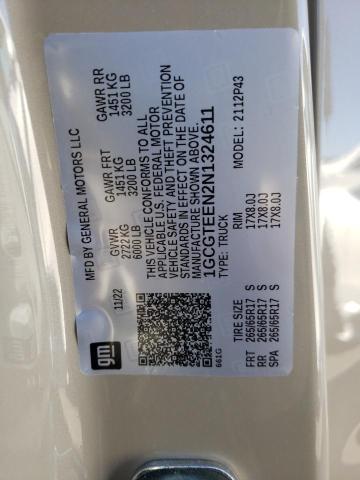 MFD BY GENERAL MOTORS LLC
11/22
GVWR
2722 KG
6000 LB
GAWR FRT
1451 KG
3200 LB
GAWR RR
1451 KG
3200 LB
THIS VEHICLE CONFORMS TO ALL
APPLICABLE U.S. FEDERAL MOTOR
VEHICLE SAFETY AND THEFT PREVENTION
STANDARDS IN EFFECT ON THE DATE OF
MANUFACTURE SHOWN ABOVE.
1GCGTEEN2N1324611
TYPE: TRUCK
MODEL: 2112P43
gm
661G
TIRE SIZE RIM
FRT 265/65R17 S 17X8.0J
RR 265/65R17 S 17X8.0J
SPA 265/65R17 S 17X8.0J